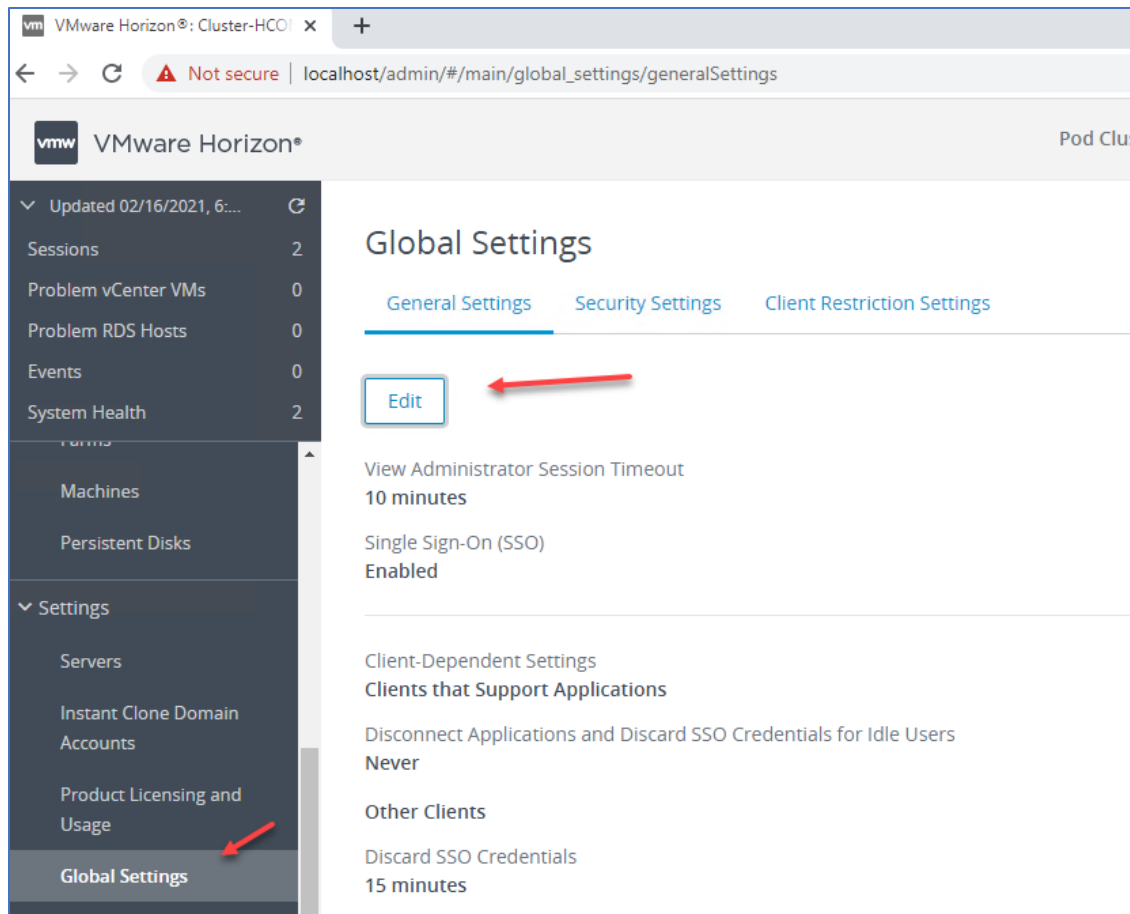 vm VMware Horizon®: Cluster-HCO
Not secure | localhost/admin/#/main/global_settings/generalSettings
vmw VMware Horizon®
Pod Clu
Updated 02/16/2021, 6:...
Sessions 2
Problem vCenter VMs 0
Problem RDS Hosts 0
Events 0
System Health 2
Farms
Machines
Persistent Disks
Settings
Servers
Instant Clone Domain
Accounts
Product Licensing and
Usage
Global Settings
Global Settings
General Settings Security Settings Client Restriction Settings
Edit
View Administrator Session Timeout
10 minutes
Single Sign-On (SSO)
Enabled
Client-Dependent Settings
Clients that Support Applications
Disconnect Applications and Discard SSO Credentials for Idle Users
Never
Other Clients
Discard SSO Credentials
15 minutes